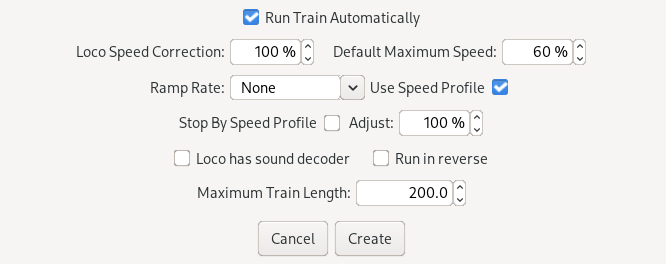 Run Train Automatically
Loco Speed Correction: 100 % Default Maximum Speed: 60 %
Ramp Rate: None Use Speed Profile
Stop By Speed Profile Adjust: 100 %
Loco has sound decoder Run in reverse
Maximum Train Length: 200.0
Cancel Create